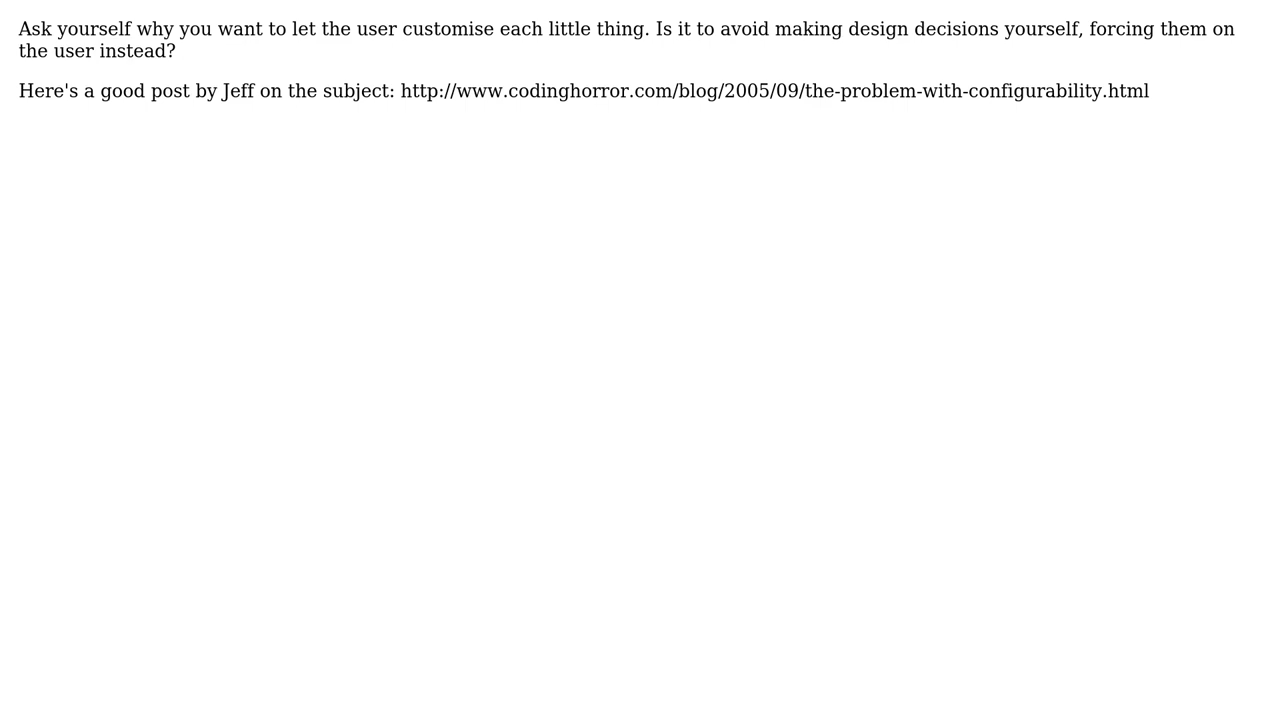 Ask yourself why you want to let the user customise each little thing. Is it to avoid making design decisions yourself, forcing them on
the user instead?
Here's a good post by Jeff on the subject: http://www.codinghorror.com/blog/2005/09/the-problem-with-configurability.html